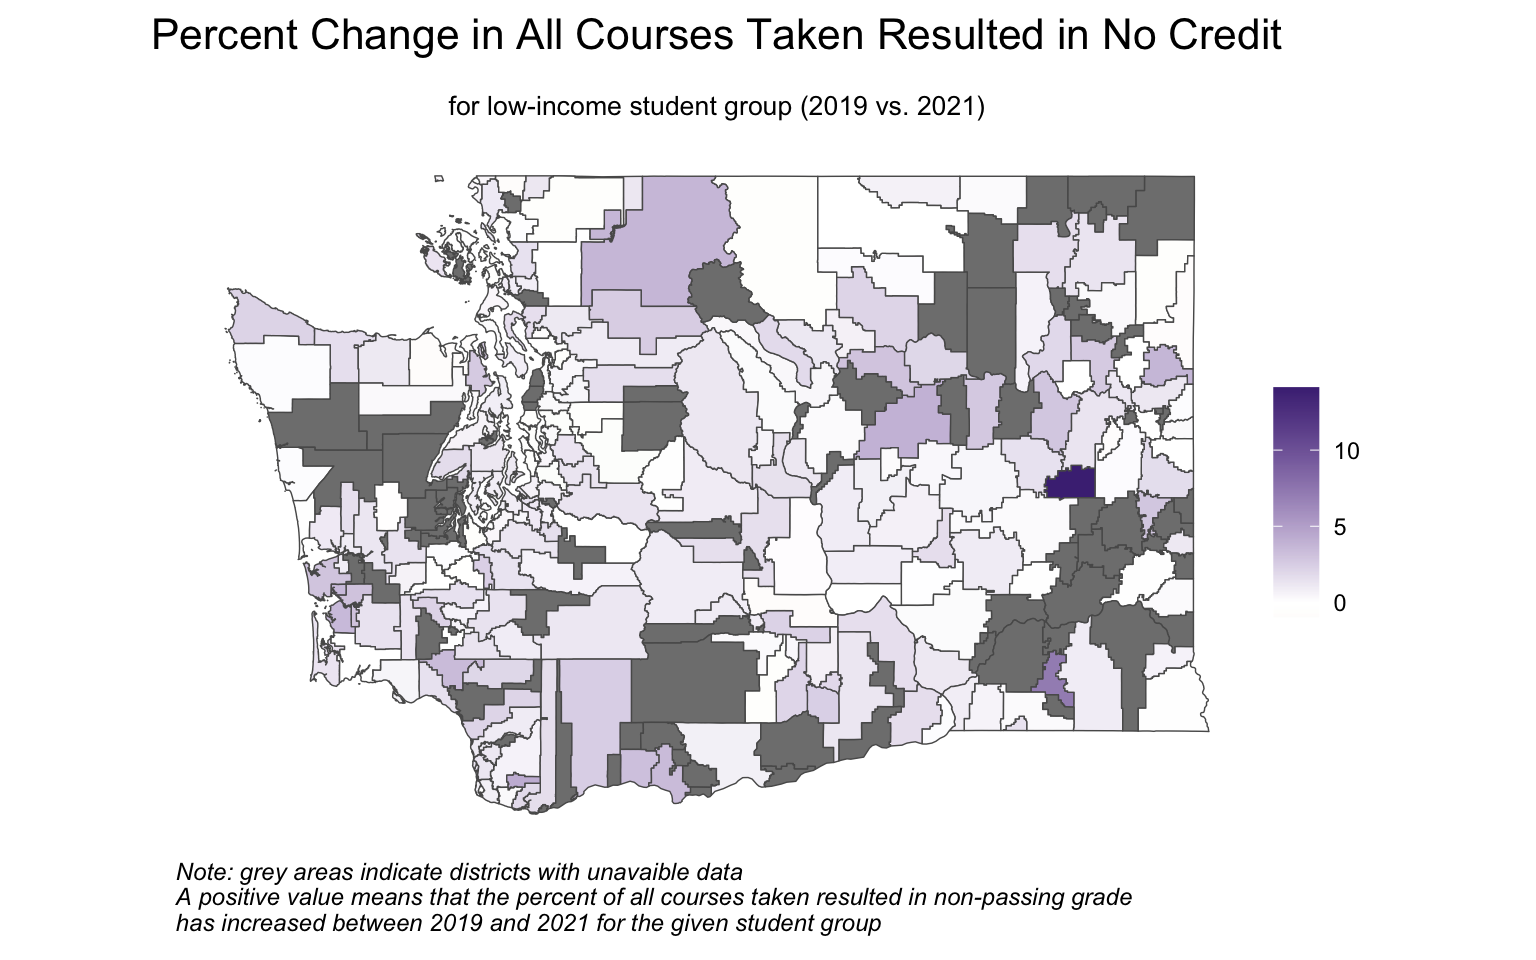 Percent Change in All Courses Taken Resulted in No Credit
for low-income student group (2019 vs. 2021)
10
5
0
Note: grey areas indicate districts with unavaible data
A positive value means that the percent of all courses taken resulted in non-passing grade
has increased between 2019 and 2021 for the given student group